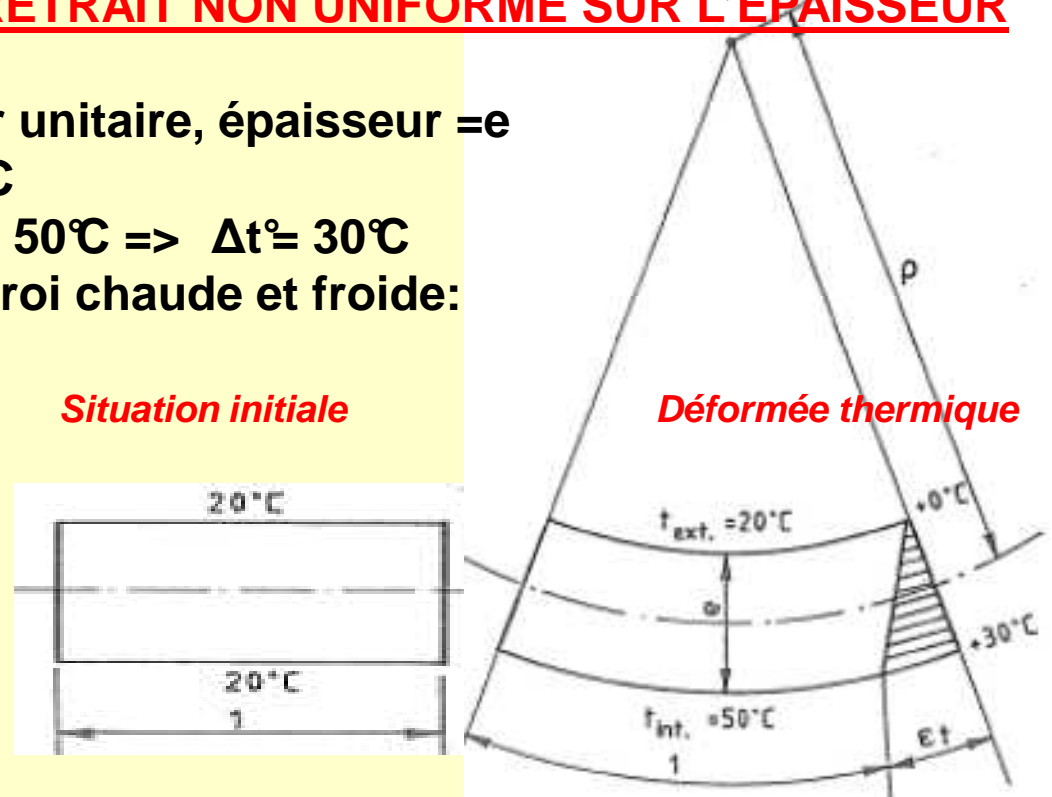 RETRAIT NON UNIFORME SUR L'ÉPAISSEUR
r unitaire, épaisseur =e
C
50°C => Δt°= 30°C
roi chaude et froide:
ρ
Situation initiale
Déformée thermique
20°C
+0°C
t ext. =20°C
e
+30°C
20°C
t int. =50°C
1
εt
1